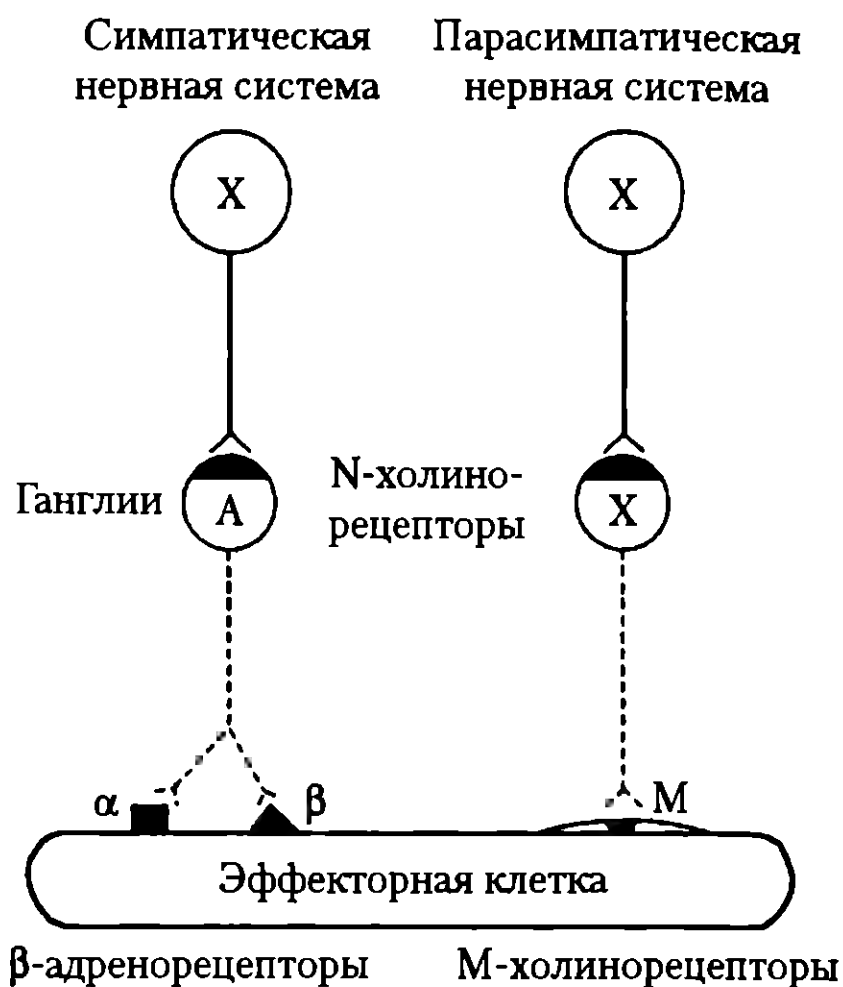 Симпатическая
нервная система
Парасимпатическая
нервная система
X
X
Ганглии
A
N-холино-
рецепторы
X
α
β
M
Эффекторная клетка
β-адренорецепторы
М-холинорецепторы